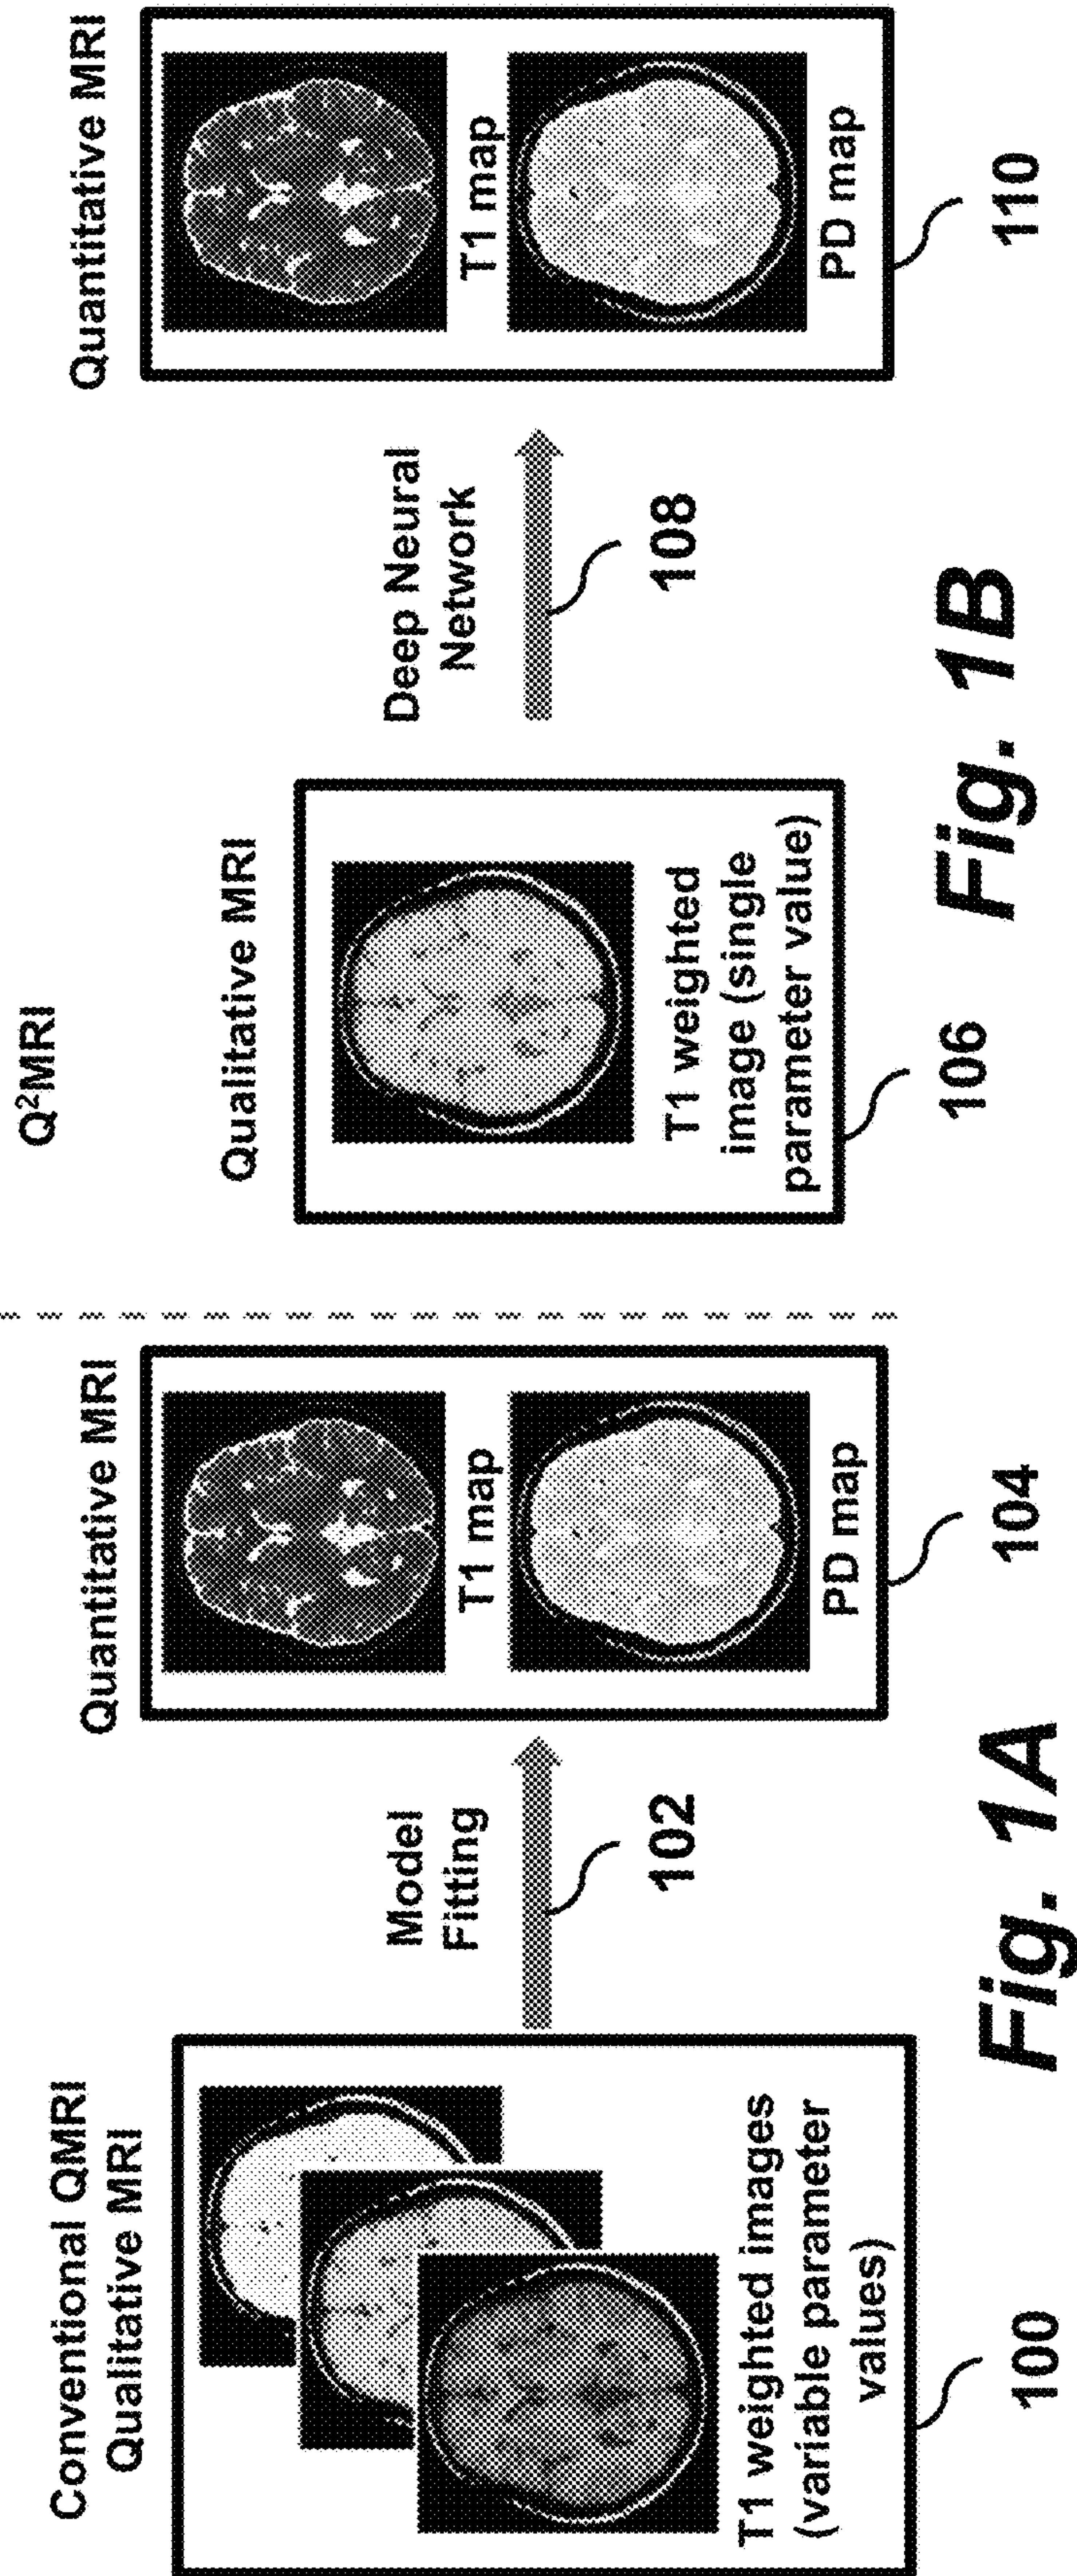 Conventional QMRI
Qualitative MRI
T1 weighted images
(variable parameter
values)
100
Model
Fitting
102
Quantitative MRI
T1 map
PD map
104
Fig. 1A
Q²MRI
Qualitative MRI
T1 weighted
image (single
parameter value)
106
Deep Neural
Network
108
Quantitative MRI
T1 map
PD map
110
Fig. 1B